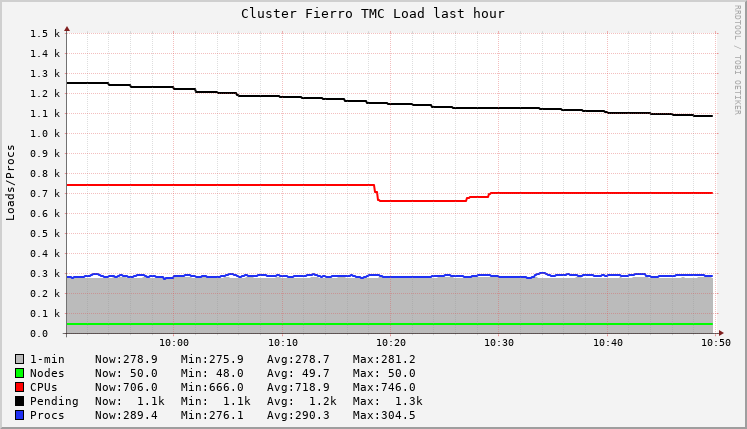 Cluster Fierro TMC Load last hour
RRDTOOL / TOBI OETIKER
Loads/Procs
1.5 k
1.4 k
1.3 k
1.2 k
1.1 k
1.0 k
0.9 k
0.8 k
0.7 k
0.6 k
0.5 k
0.4 k
0.3 k
0.2 k
0.1 k
0.0
10:00 10:10 10:20 10:30 10:40 10:50
1-min Now:278.9 Min:275.9 Avg:278.7 Max:281.2
Nodes Now: 50.0 Min: 48.0 Avg: 49.7 Max: 50.0
CPUs Now:706.0 Min:666.0 Avg:718.9 Max:746.0
Pending Now: 1.1k Min: 1.1k Avg: 1.2k Max: 1.3k
Procs Now:289.4 Min:276.1 Avg:290.3 Max:304.5